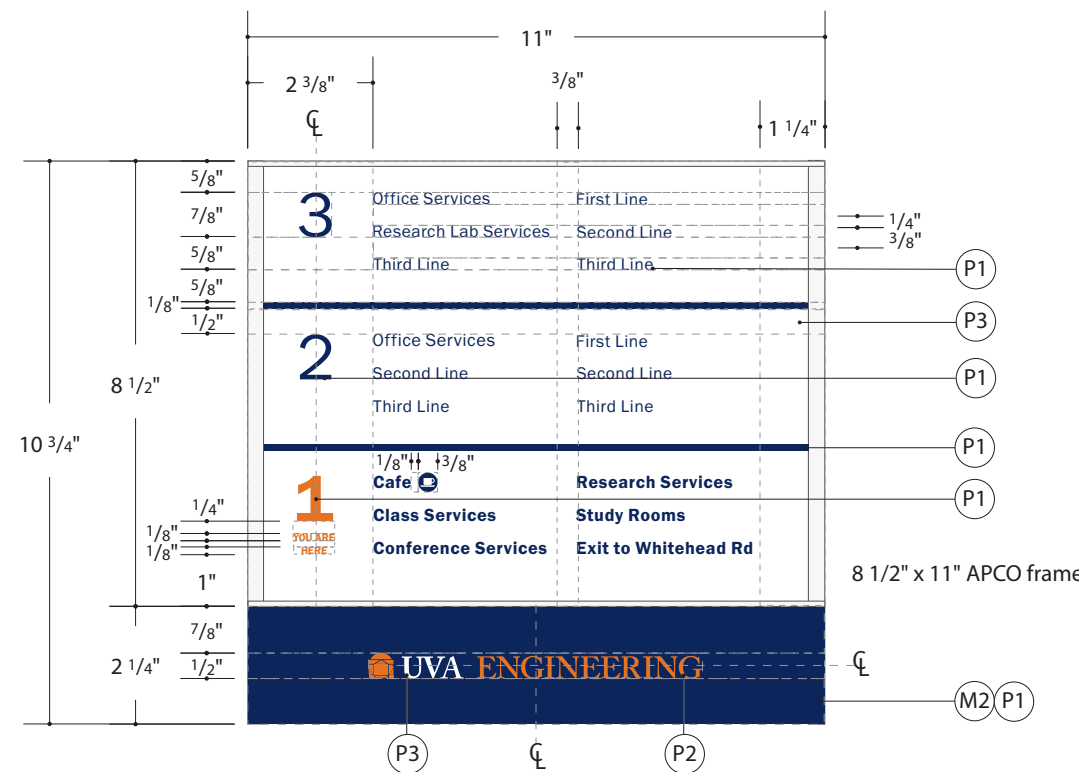 11"
2 3/8"
3/8"
℄
1 1/4"
5/8"
7/8"
5/8"
5/8"
1/8"
1/2"
8 1/2"
10 3/4"
3
Office Services
First Line
Research Lab Services
Second Line
Third Line
Third Line
1/4"
3/8"
P1
P3
2
Office Services
First Line
Second Line
Second Line
Third Line
Third Line
P1
P1
1/8"
3/8"
1
Cafe
Research Services
P1
Class Services
Study Rooms
YOU ARE
HERE
Conference Services
Exit to Whitehead Rd
1/4"
1/8"
1/8"
1"
8 1/2" x 11" APCO frame
7/8"
1/2"
2 1/4"
UVA ENGINEERING
℄
M2 P1
P3
℄
P2